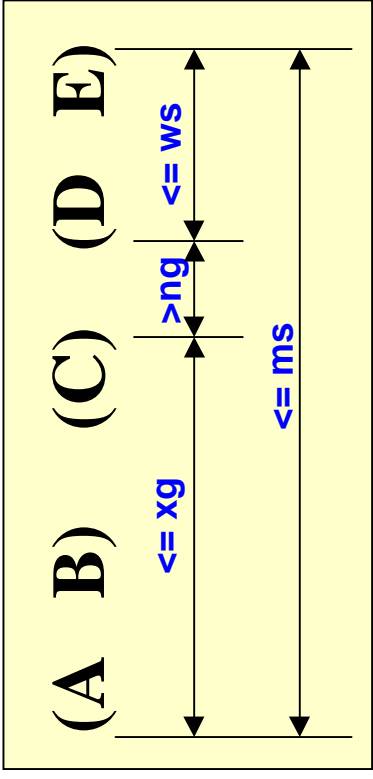 (A B) (C) (D E)
<= xg >ng <= ws
<= ms